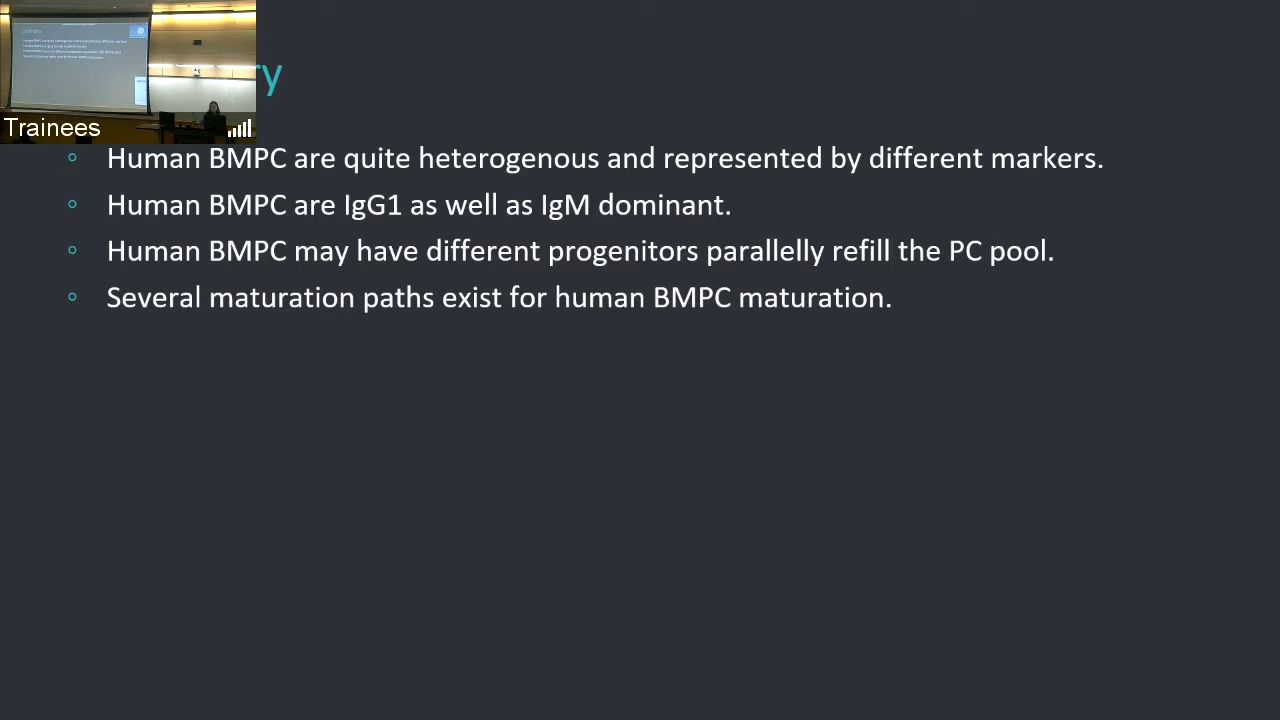 Summary
Trainees
Human BMPC are quite heterogenous and represented by different markers.
Human BMPC are IgG1 as well as IgM dominant.
Human BMPC may have different progenitors parallelly refill the PC pool.
Several maturation paths exist for human BMPC maturation.